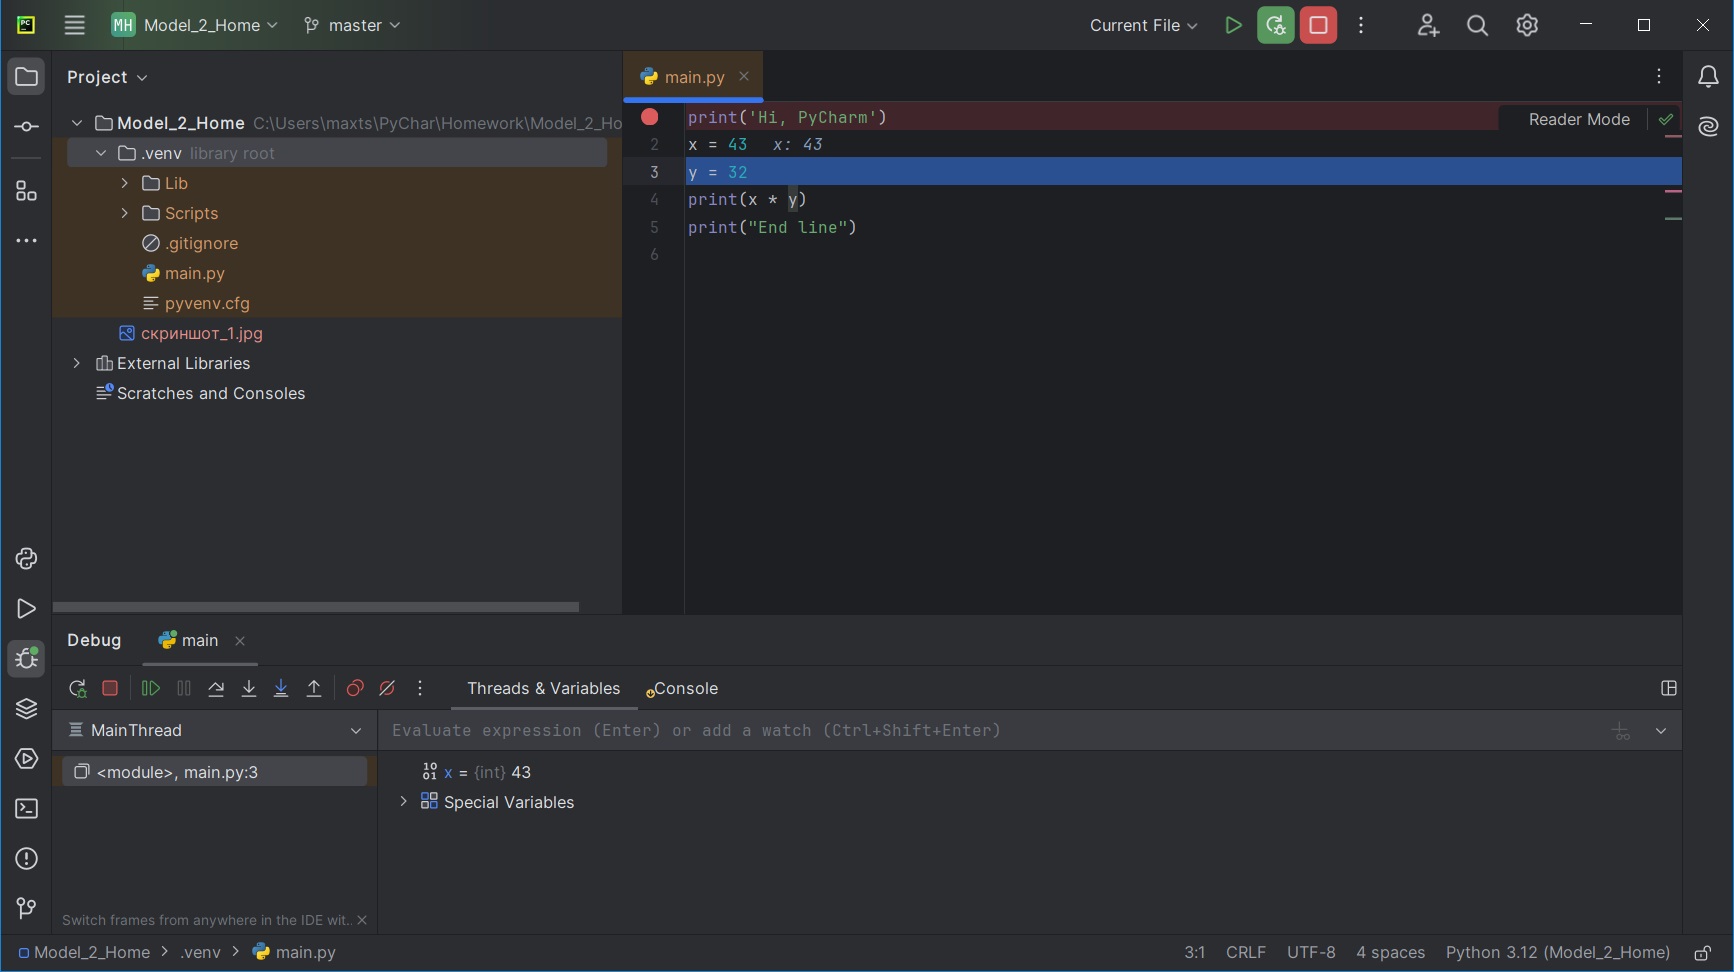 MH Model_2_Home master Current File
Project
Model_2_Home C:\Users\maxts\PyChar\Homework\Model_2_Ho
.venv library root
Lib
Scripts
.gitignore
main.py
pyvenv.cfg
скриншот_1.jpg
External Libraries
Scratches and Consoles
main.py
Reader Mode
print('Hi, PyCharm')
2 x = 43 x: 43
3 y = 32
4 print(x * y)
5 print("End line")
6
Debug main
Threads & Variables Console
MainThread
Evaluate expression (Enter) or add a watch (Ctrl+Shift+Enter)
<module>, main.py:3
x = {int} 43
Special Variables
Switch frames from anywhere in the IDE wit..
Model_2_Home > .venv > main.py 3:1 CRLF UTF-8 4 spaces Python 3.12 (Model_2_Home)